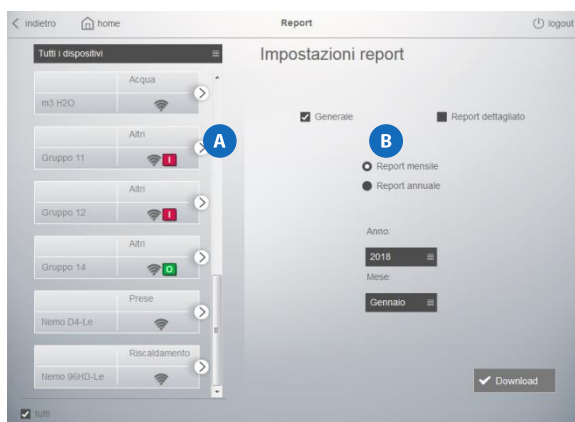 indietro
home
Report
logout
Tutti i dispositivi
Impostazioni report
Acqua
m3 H2O
A
Generale
Report dettagliato
B
Altri
Gruppo 11
I
Report mensile
Report annuale
Altri
Gruppo 12
I
Anno:
2018
Altri
Gruppo 14
O
Mese:
Gennaio
Prese
Nemo D4-Le
Riscaldamento
Nemo 96HD-Le
Download
tutti